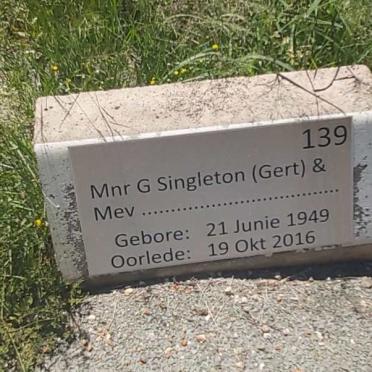 139
Mnr G Singleton (Gert) &
Mev ....................................
Gebore: 21 Junie 1949
Oorlede: 19 Okt 2016